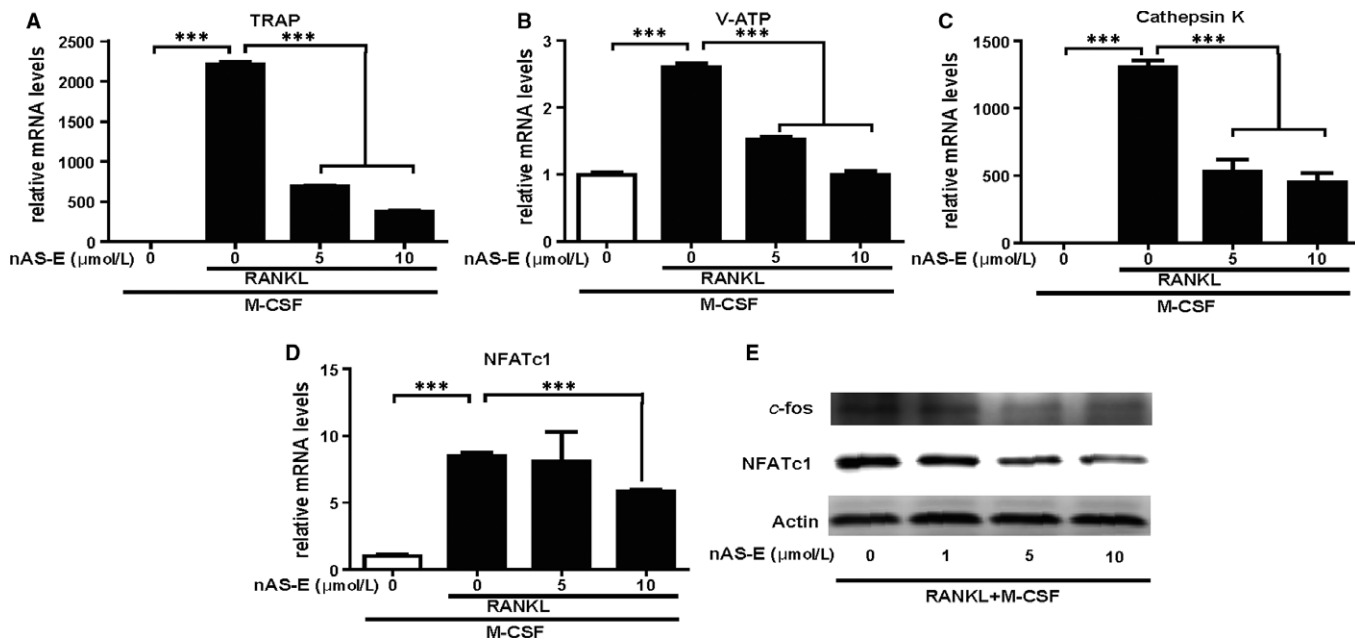 A
TRAP
relative mRNA levels
2500
2000
1500
1000
500
0
***
***
nAS-E (μmol/L)
0
0
5
10
RANKL
M-CSF
B
V-ATP
relative mRNA levels
3
2
1
0
***
***
nAS-E (μmol/L)
0
0
5
10
RANKL
M-CSF
C
Cathepsin K
relative mRNA levels
1500
1000
500
0
***
***
nAS-E (μmol/L)
0
0
5
10
RANKL
M-CSF
D
NFATc1
relative mRNA levels
15
10
5
0
***
***
nAS-E (μmol/L)
0
0
5
10
RANKL
M-CSF
E
c-fos
NFATc1
Actin
nAS-E (μmol/L) 0 1 5 10
RANKL+M-CSF